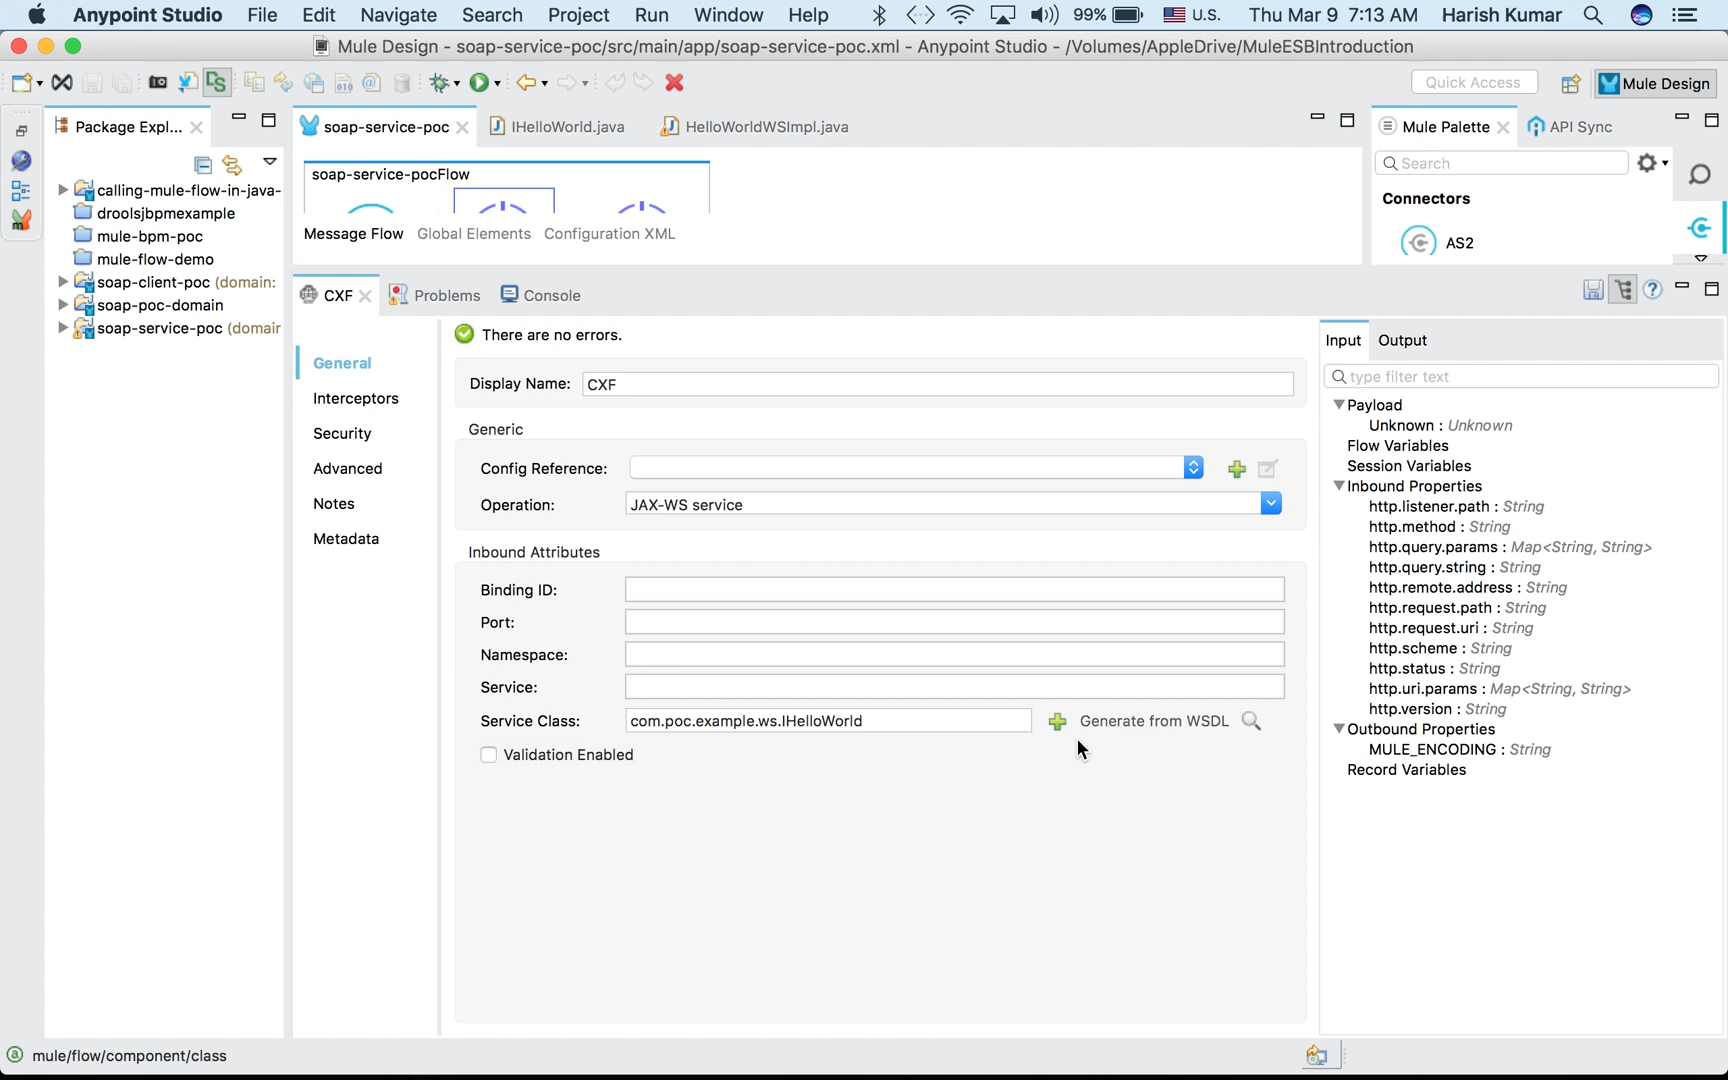 Anypoint Studio File Edit Navigate Search Project Run Window Help 99% U.S. Thu Mar 9 7:13 AM Harish Kumar
Mule Design - soap-service-poc/src/main/app/soap-service-poc.xml - Anypoint Studio - /Volumes/AppleDrive/MuleESBIntroduction
Quick Access Mule Design
Package Expl...
calling-mule-flow-in-java-
droolsjbpmexample
mule-bpm-poc
mule-flow-demo
soap-client-poc (domain:
soap-poc-domain
soap-service-poc (domair
soap-service-poc IHelloWorld.java HelloWorldWSImpl.java
soap-service-pocFlow
Message Flow Global Elements Configuration XML
Mule Palette API Sync
Search
Connectors
AS2
CXF Problems Console
General
Interceptors
Security
Advanced
Notes
Metadata
There are no errors.
Display Name: CXF
Generic
Config Reference:
Operation: JAX-WS service
Inbound Attributes
Binding ID:
Port:
Namespace:
Service:
Service Class: com.poc.example.ws.IHelloWorld Generate from WSDL
Validation Enabled
Input Output
type filter text
Payload
Unknown : Unknown
Flow Variables
Session Variables
Inbound Properties
http.listener.path : String
http.method : String
http.query.params : Map<String, String>
http.query.string : String
http.remote.address : String
http.request.path : String
http.request.uri : String
http.scheme : String
http.status : String
http.uri.params : Map<String, String>
http.version : String
Outbound Properties
MULE_ENCODING : String
Record Variables
mule/flow/component/class